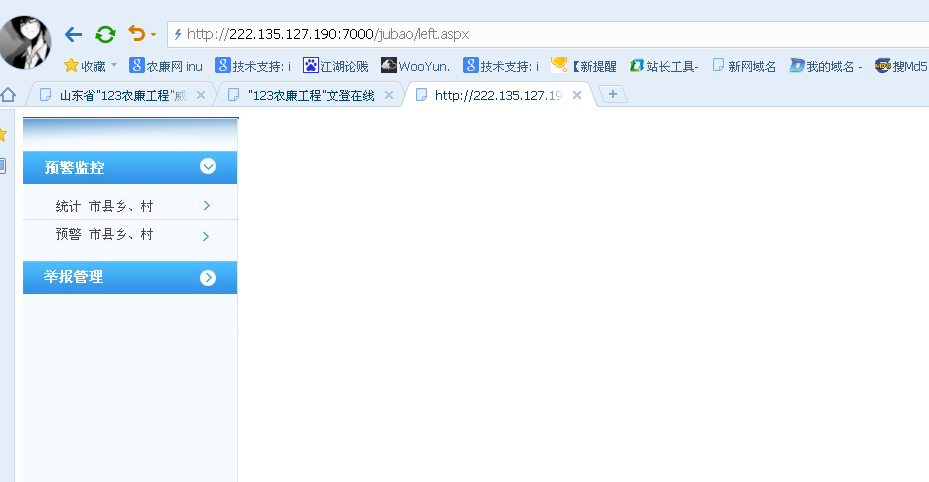 http://222.135.127.190:7000/jubao/left.aspx
收藏 农廉网 inu 技术支持: i 江湖论贱 WooYun. 技术支持: i 【新提醒 站长工具- 新网域名 我的域名 - 搜Md5
山东省"123农廉工程"威 "123农廉工程"文登在线 http://222.135.127.19
预警监控
统计 市县乡、村
预警 市县乡、村
举报管理